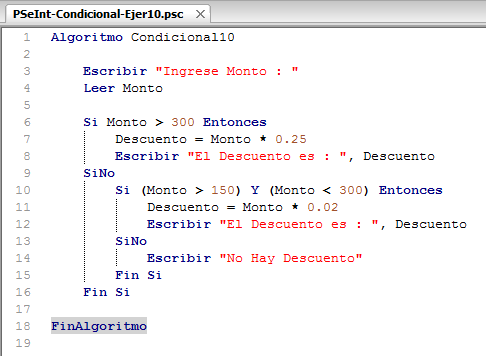 PSeInt-Condicional-Ejer10.psc X
1 Algoritmo Condicional10
2
3 Escribir "Ingrese Monto : "
4 Leer Monto
5
6 Si Monto > 300 Entonces
7 Descuento = Monto * 0.25
8 Escribir "El Descuento es : ", Descuento
9 SiNo
10 Si (Monto > 150) Y (Monto < 300) Entonces
11 Descuento = Monto * 0.02
12 Escribir "El Descuento es : ", Descuento
13 SiNo
14 Escribir "No Hay Descuento"
15 Fin Si
16 Fin Si
17
18 FinAlgoritmo
19